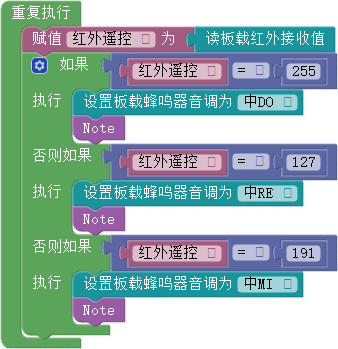 重复执行
赋值 红外遥控 为 读板载红外接收值
如果 红外遥控 = 255
执行 设置板载蜂鸣器音调为 中DO
Note
否则如果 红外遥控 = 127
执行 设置板载蜂鸣器音调为 中RE
Note
否则如果 红外遥控 = 191
执行 设置板载蜂鸣器音调为 中MI
Note